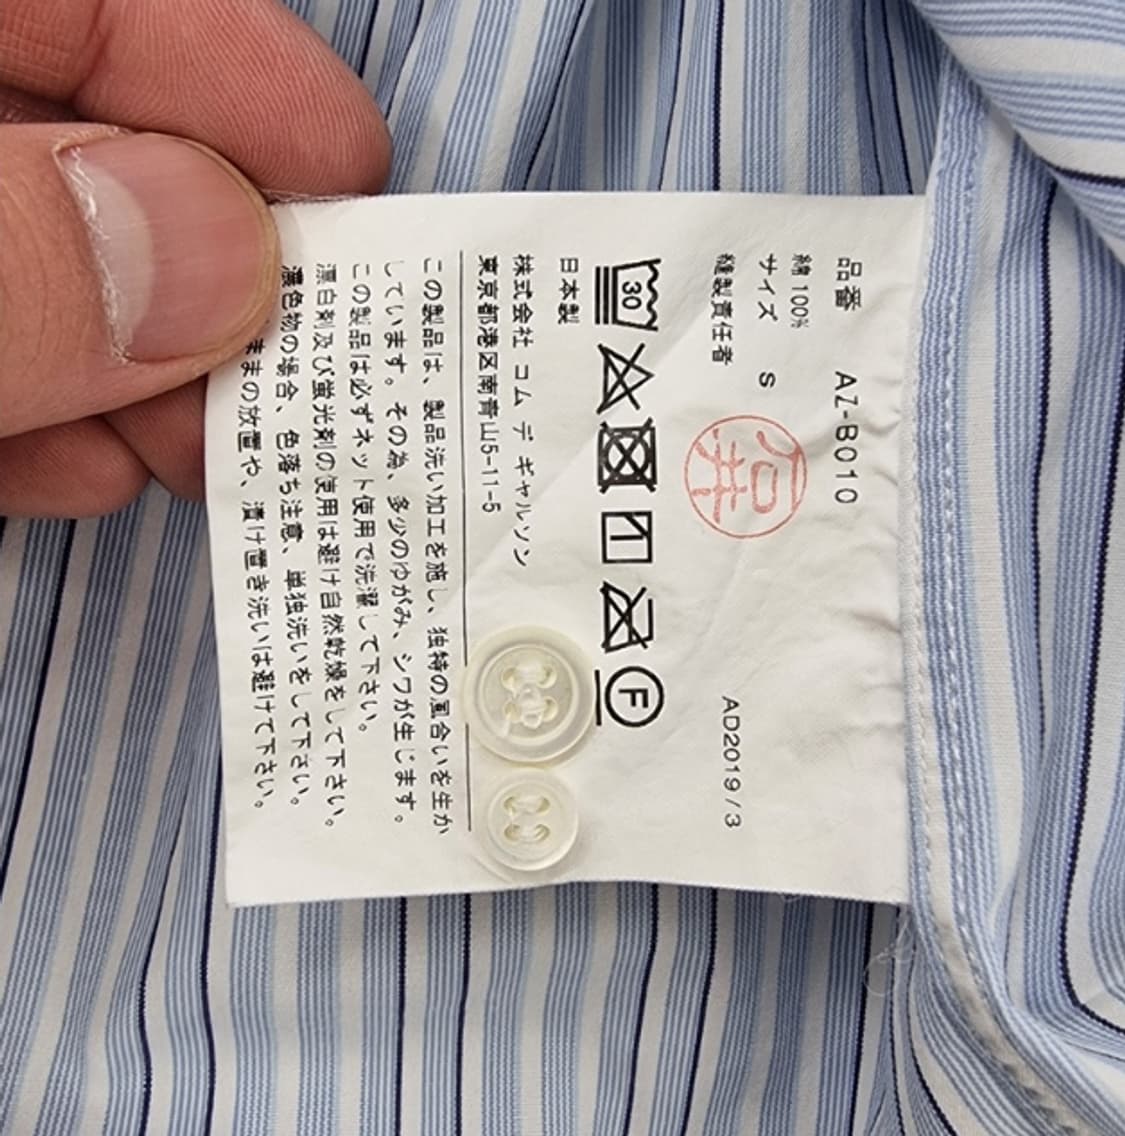 品番 AZ-B010
綿 100%
サイズ S
縫製責任者
AD2019/3
30
F
日本製
株式会社 コム デ ギャルソン
東京都港区南青山5-11-5
この製品は、製品洗い加工を施し、独特の風合いを生か
しています。その為、多少のゆがみ、シワが生じます。
この製品は必ずネット使用で洗濯して下さい。
漂白剤及び蛍光剤の使用は避け自然乾燥をして下さい。
濃色物の場合、色落ち注意、単独洗いをして下さい。
ままの放置や、漬け置き洗いは避けて下さい。